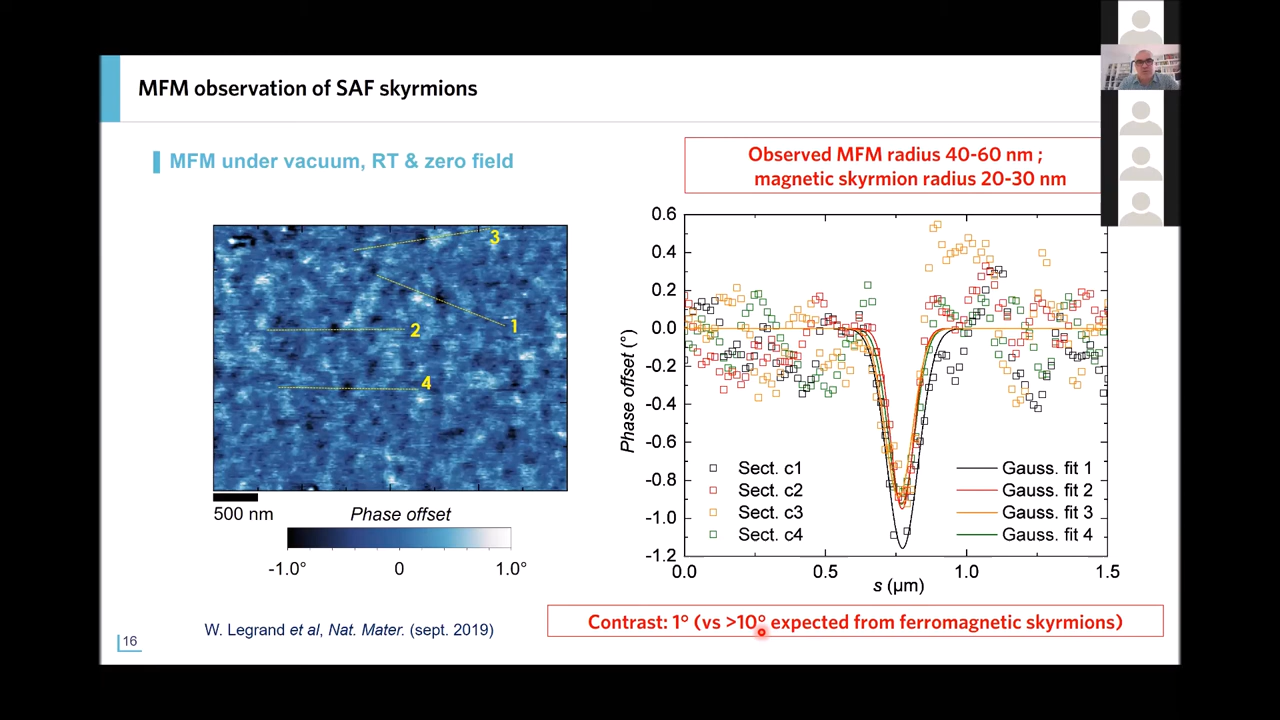 MFM observation of SAF skyrmions
MFM under vacuum, RT & zero field
Observed MFM radius 40-60 nm ;
magnetic skyrmion radius 20-30 nm
3
1
2
4
500 nm
Phase offset
-1.0°
0
1.0°
0.6
0.4
0.2
0.0
-0.2
-0.4
-0.6
-0.8
-1.0
-1.2
Phase offset (°)
Sect. c1
Sect. c2
Sect. c3
Sect. c4
Gauss. fit 1
Gauss. fit 2
Gauss. fit 3
Gauss. fit 4
0.0
0.5
1.0
1.5
s (µm)
Contrast: 1° (vs >10° expected from ferromagnetic skyrmions)
W. Legrand et al, Nat. Mater. (sept. 2019)
16